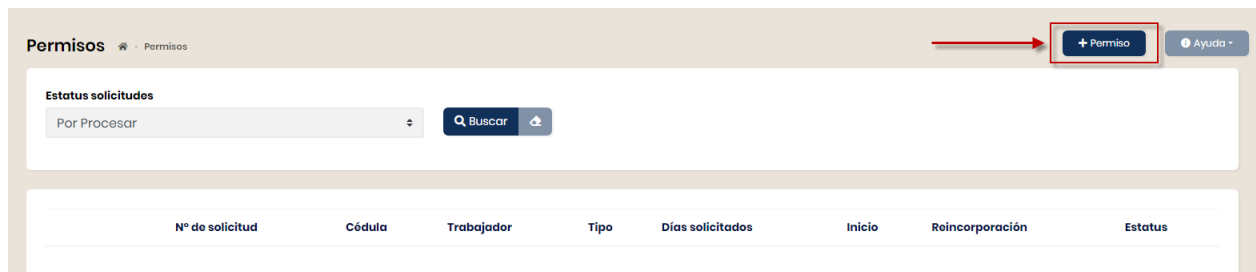 Permisos · Permisos + Permiso Ayuda
Estatus solicitudes
Por Procesar Buscar
Nº de solicitud Cédula Trabajador Tipo Días solicitados Inicio Reincorporación Estatus